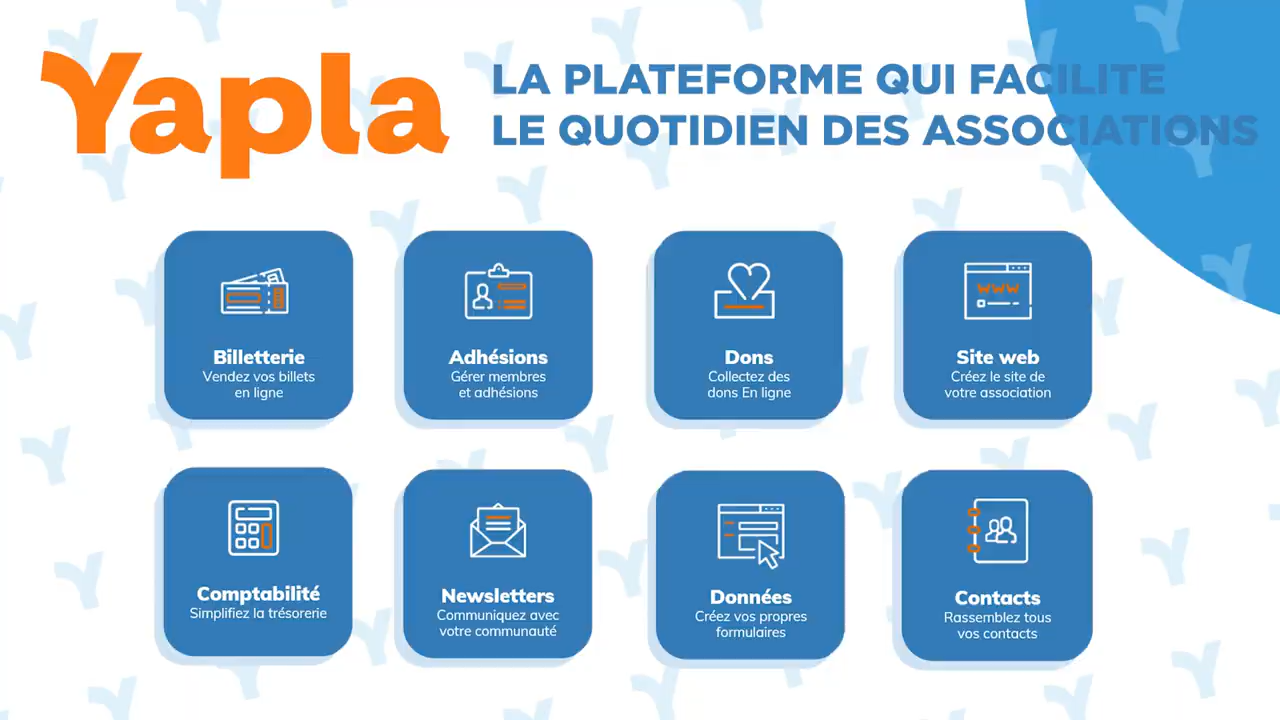 Yapla
LA PLATEFORME QUI FACILITE
LE QUOTIDIEN DES ASSOCIATIONS
Billetterie
Vendez vos billets
en ligne
Adhésions
Gérer membres
et adhésions
Dons
Collectez des
dons En ligne
www
Site web
Créez le site de
votre association
Comptabilité
Simplifiez la trésorerie
Newsletters
Communiquez avec
votre communauté
Données
Créez vos propres
formulaires
Contacts
Rassemblez tous
vos contacts